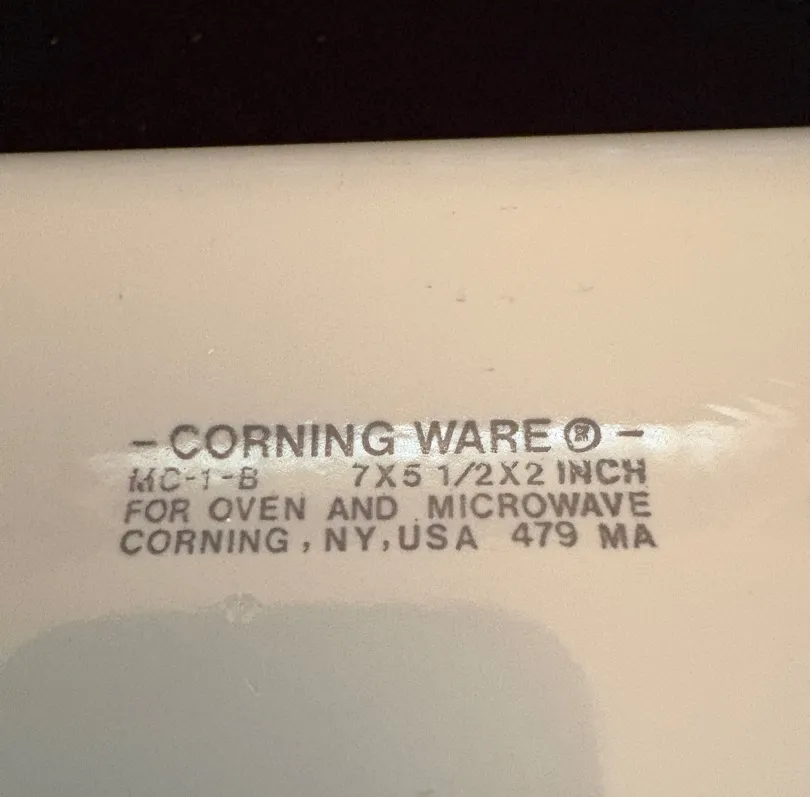 - CORNING WARE ® -
MC-1-B 7X5 1/2X2 INCH
FOR OVEN AND MICROWAVE
CORNING, NY, USA 479 MA